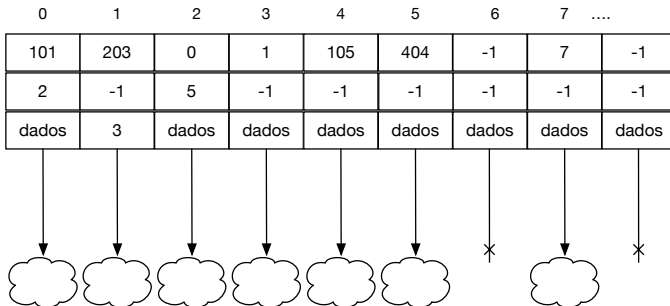 0 1 2 3 4 5 6 7 ....
101 203 0 1 105 404 -1 7 -1
2 -1 5 -1 -1 -1 -1 -1 -1
dados 3 dados dados dados dados dados dados dados